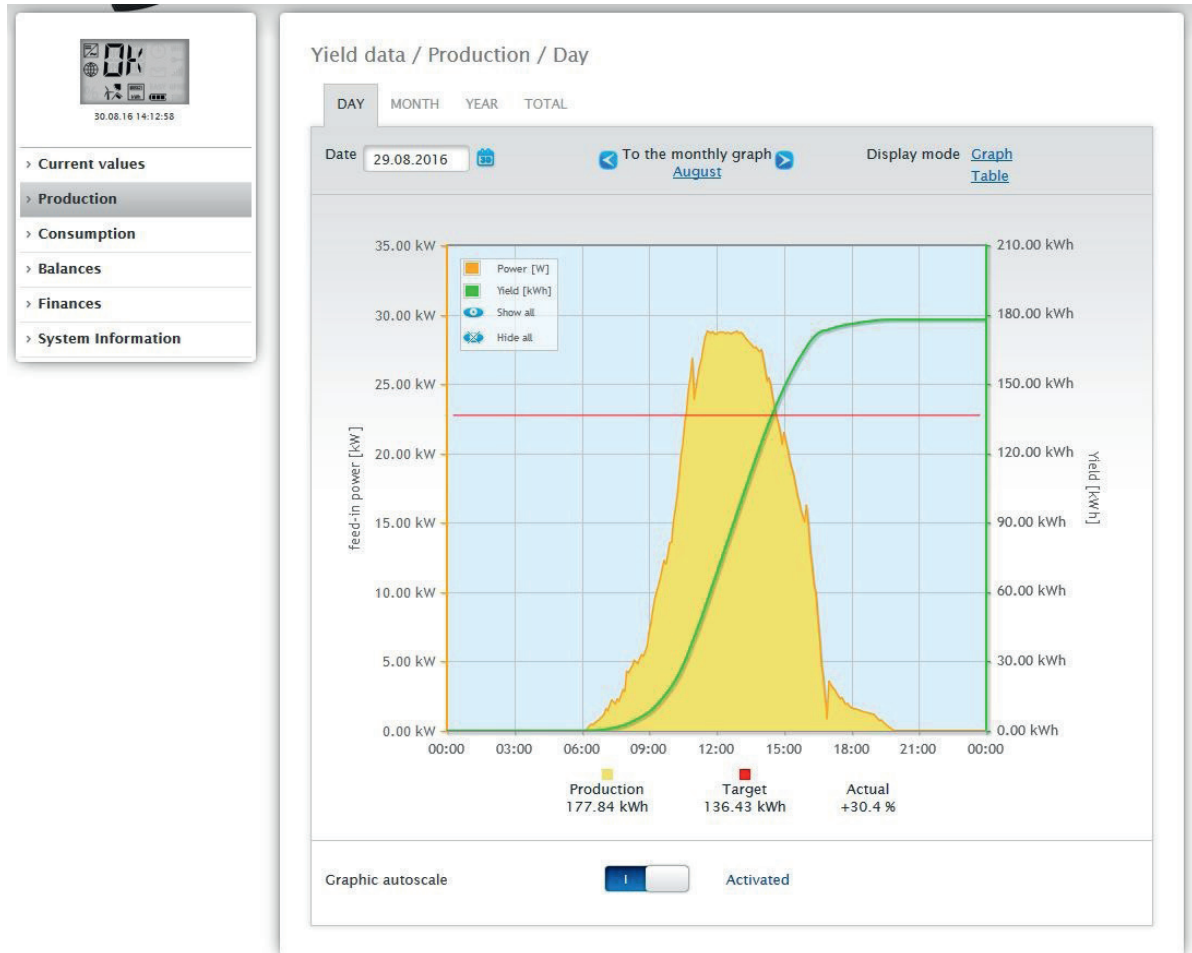 OK
30.08.16 14:12:58
› Current values
› Production
› Consumption
› Balances
› Finances
› System Information
Yield data / Production / Day
DAY MONTH YEAR TOTAL
Date 29.08.2016 30 To the monthly graph Display mode Graph
August Table
35.00 kW 210.00 kWh
Power [W]
Yield [kWh]
30.00 kW Show all 180.00 kWh
Hide all
25.00 kW 150.00 kWh
feed-in power [kW]
20.00 kW 120.00 kWh
Yield [kWh]
15.00 kW 90.00 kWh
10.00 kW 60.00 kWh
5.00 kW 30.00 kWh
0.00 kW 0.00 kWh
00:00 03:00 06:00 09:00 12:00 15:00 18:00 21:00 00:00
Production Target Actual
177.84 kWh 136.43 kWh +30.4 %
Graphic autoscale I Activated